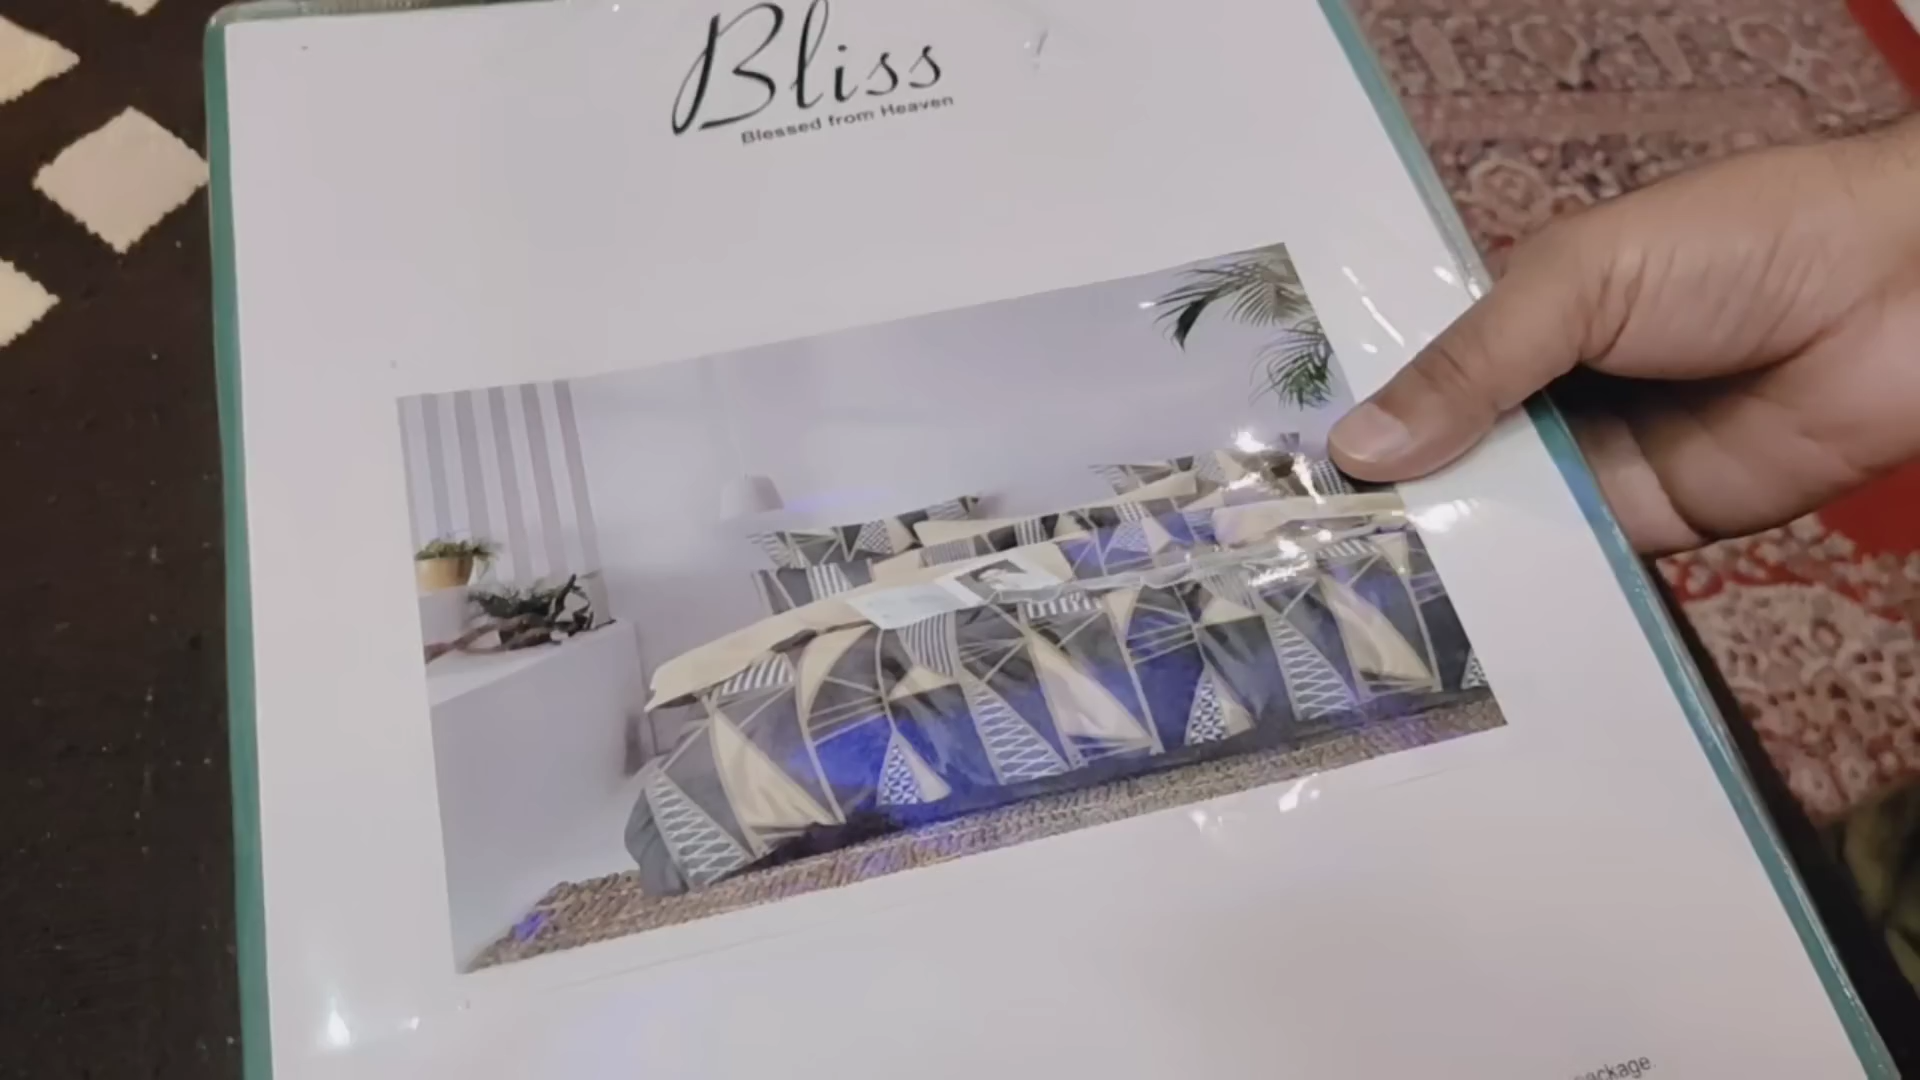 Bliss
Blessed from Heaven
package.